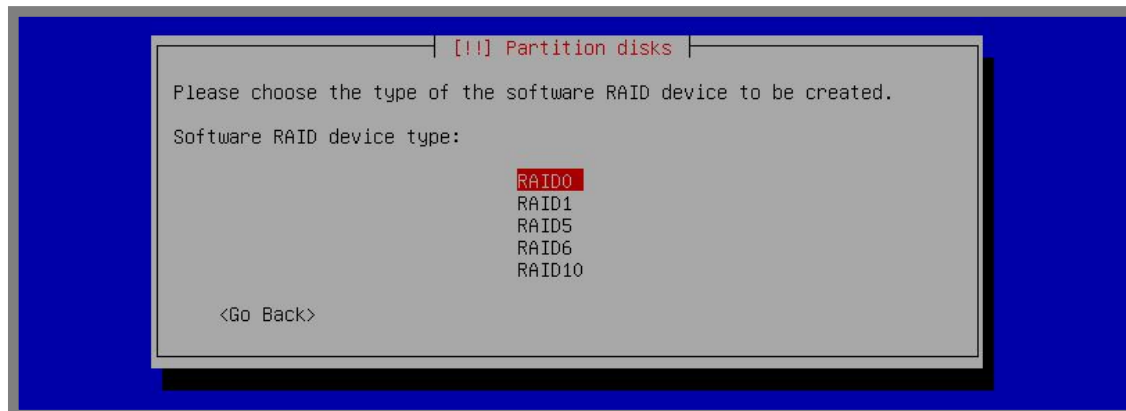 [!!] Partition disks
Please choose the type of the software RAID device to be created.
Software RAID device type:
RAID0
RAID1
RAID5
RAID6
RAID10
<Go Back>